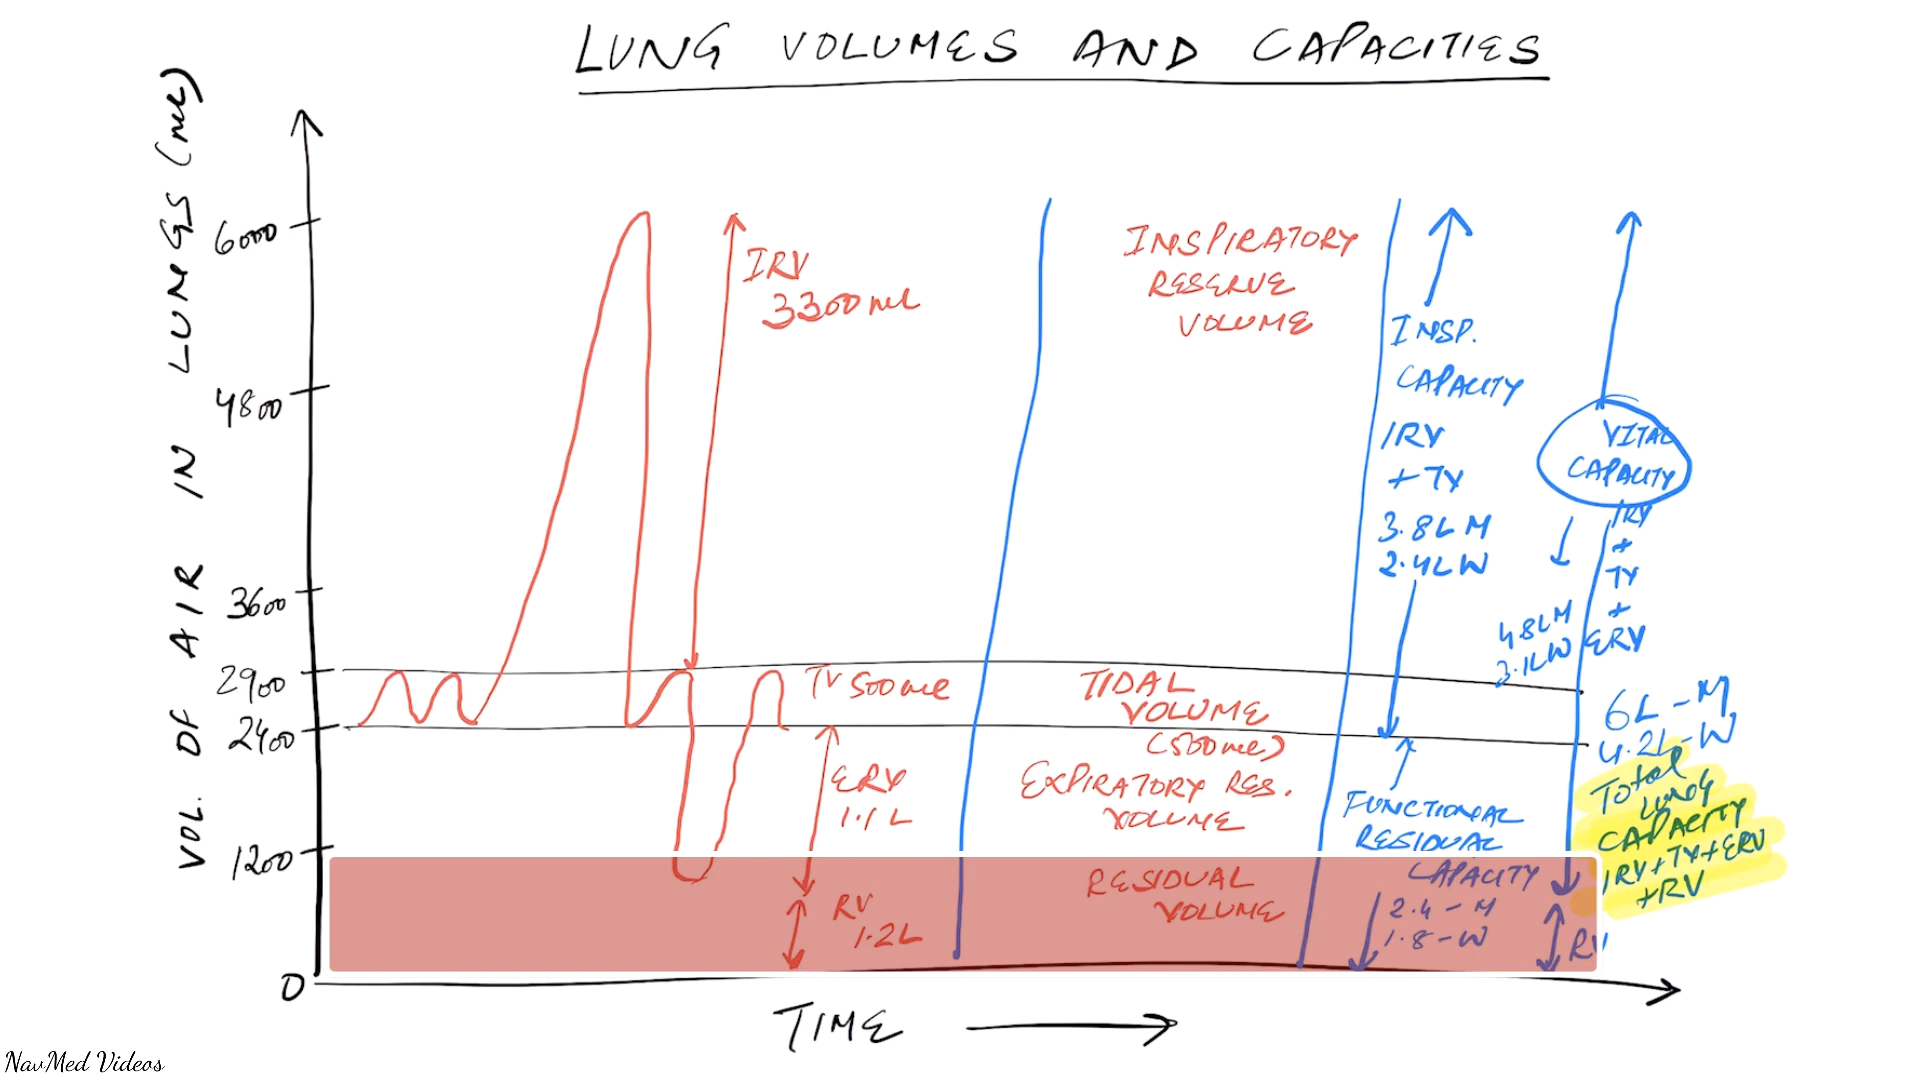 LUNG VOLUMES AND CAPACITIES
VOL. OF AIR IN LUNGS (ml)
6000
4800
3600
2900
2400
1200
0
IRV
3300 ml
TV 500 ml
ERV
1.1 L
RV
1.2L
INSPIRATORY
RESERVE
VOLUME
TIDAL
VOLUME
(500 ml)
EXPIRATORY RES.
VOLUME
RESIDUAL
VOLUME
INSP.
CAPACITY
IRV
+ TV
3.8L M
2.4L W
FUNCTIONAL
RESIDUAL
CAPACITY
2.4 - M
1.8 - W
VITAL
CAPACITY
IRV
+
TV
+
ERV
4.8L M
3.1L W
RV
6L - M
4.2L - W
Total
LUNG
CAPACITY
IRV+TV+ERV
+RV
TIME
NavMed Videos